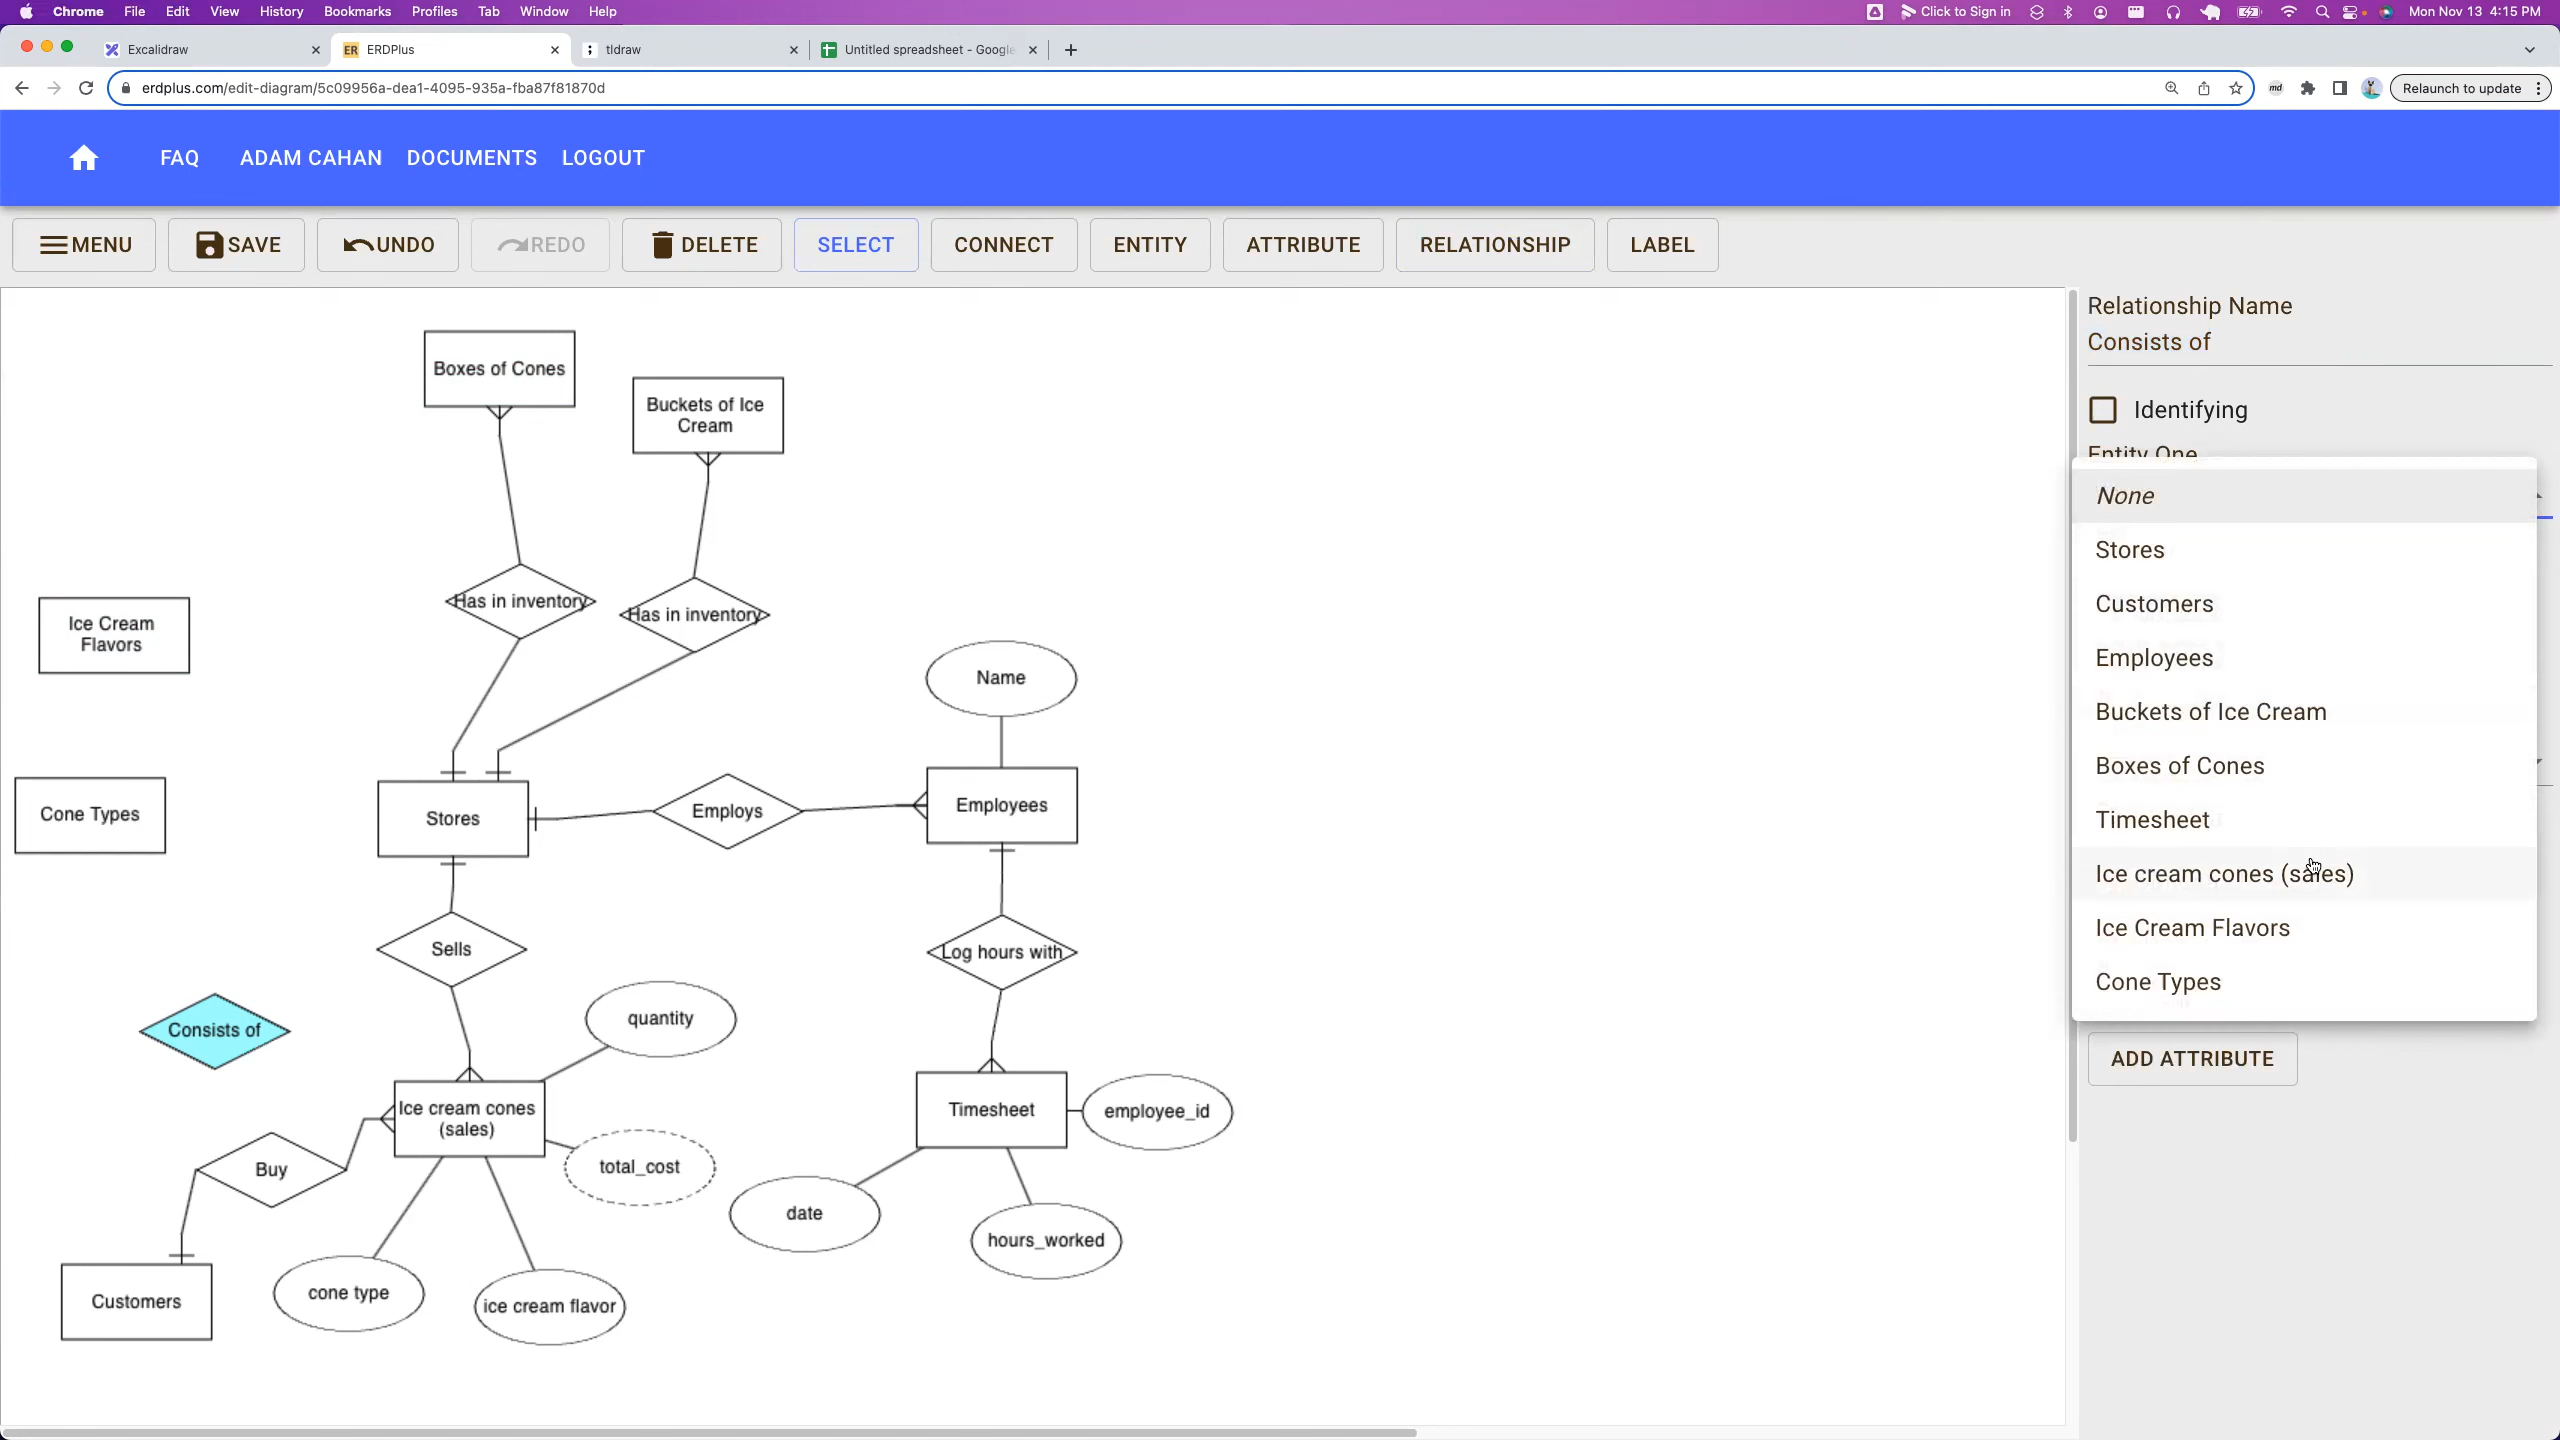 Chrome File Edit View History Bookmarks Profiles Tab Window Help Click to Sign in Mon Nov 13 4:15 PM
Excalidraw
ER ERDPlus
tldraw
Untitled spreadsheet - Google
erdplus.com/edit-diagram/5c09956a-dea1-4095-935a-fba87f81870d
md
Relaunch to update
FAQ ADAM CAHAN DOCUMENTS LOGOUT
MENU SAVE UNDO REDO DELETE SELECT CONNECT ENTITY ATTRIBUTE RELATIONSHIP LABEL
Boxes of Cones
Buckets of Ice
Cream
Has in inventory
Has in inventory
Ice Cream
Flavors
Name
Cone Types
Stores
Employs
Employees
Sells
Log hours with
Consists of
quantity
Ice cream cones
(sales)
Timesheet
employee_id
Buy
total_cost
date
hours_worked
Customers
cone type
ice cream flavor
Relationship Name
Consists of
Identifying
Entity One
None
Stores
Customers
Employees
Buckets of Ice Cream
Boxes of Cones
Timesheet
Ice cream cones (sales)
Ice Cream Flavors
Cone Types
ADD ATTRIBUTE